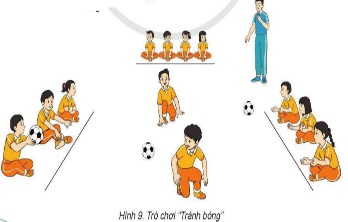 Hình 9. Trò chơi "Tránh bóng"